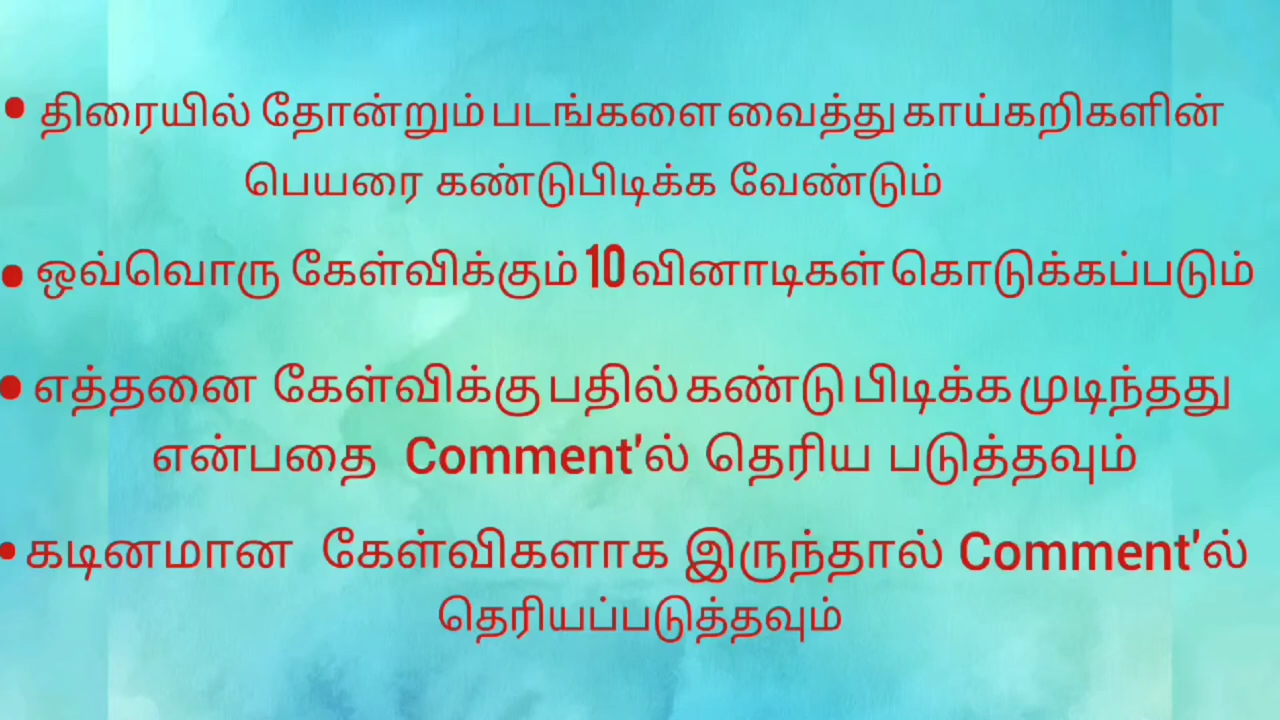 • திரையில் தோன்றும் படங்களை வைத்து காய்கறிகளின்
பெயரை கண்டுபிடிக்க வேண்டும்
• ஒவ்வொரு கேள்விக்கும் 10 வினாடிகள் கொடுக்கப்படும்
• எத்தனை கேள்விக்கு பதில் கண்டு பிடிக்க முடிந்தது
என்பதை Comment'ல் தெரிய படுத்தவும்
• கடினமான கேள்விகளாக இருந்தால் Comment'ல்
தெரியப்படுத்தவும்